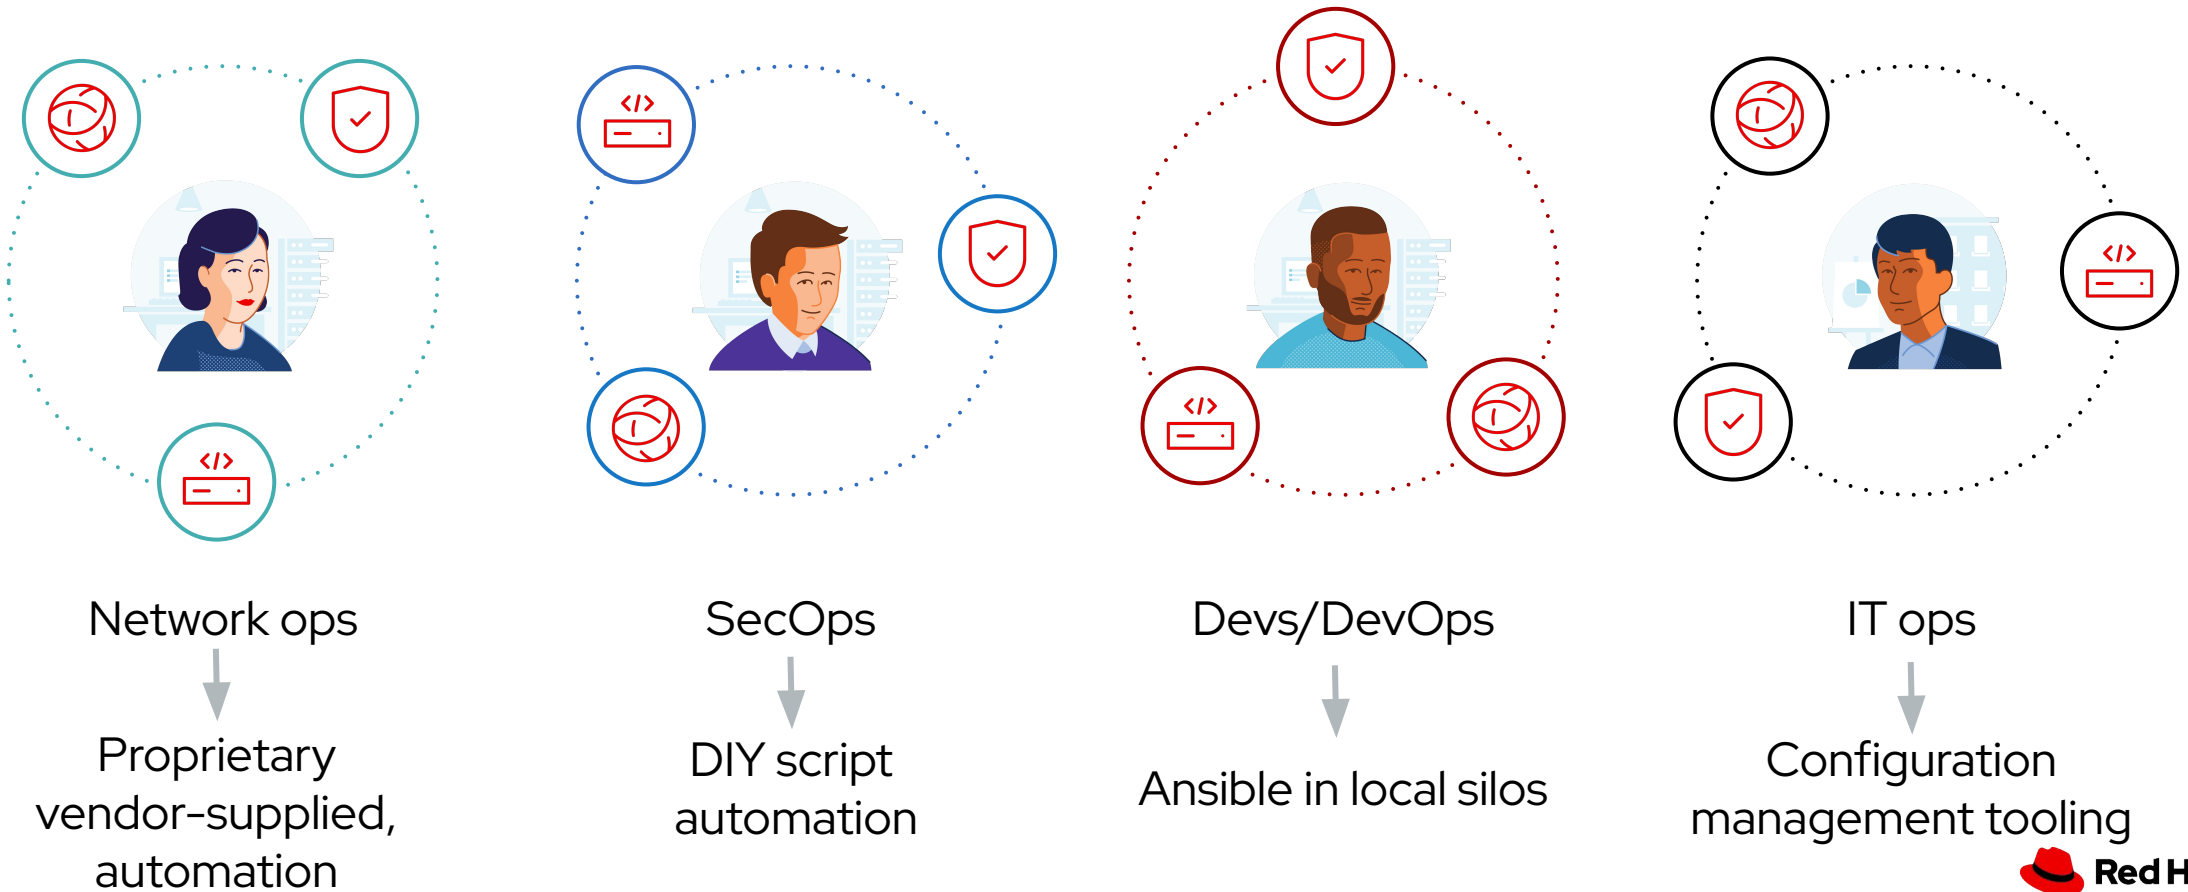 Network ops
Proprietary
vendor-supplied,
automation
SecOps
DIY script
automation
Devs/DevOps
Ansible in local silos
IT ops
Configuration
management tooling
Red H